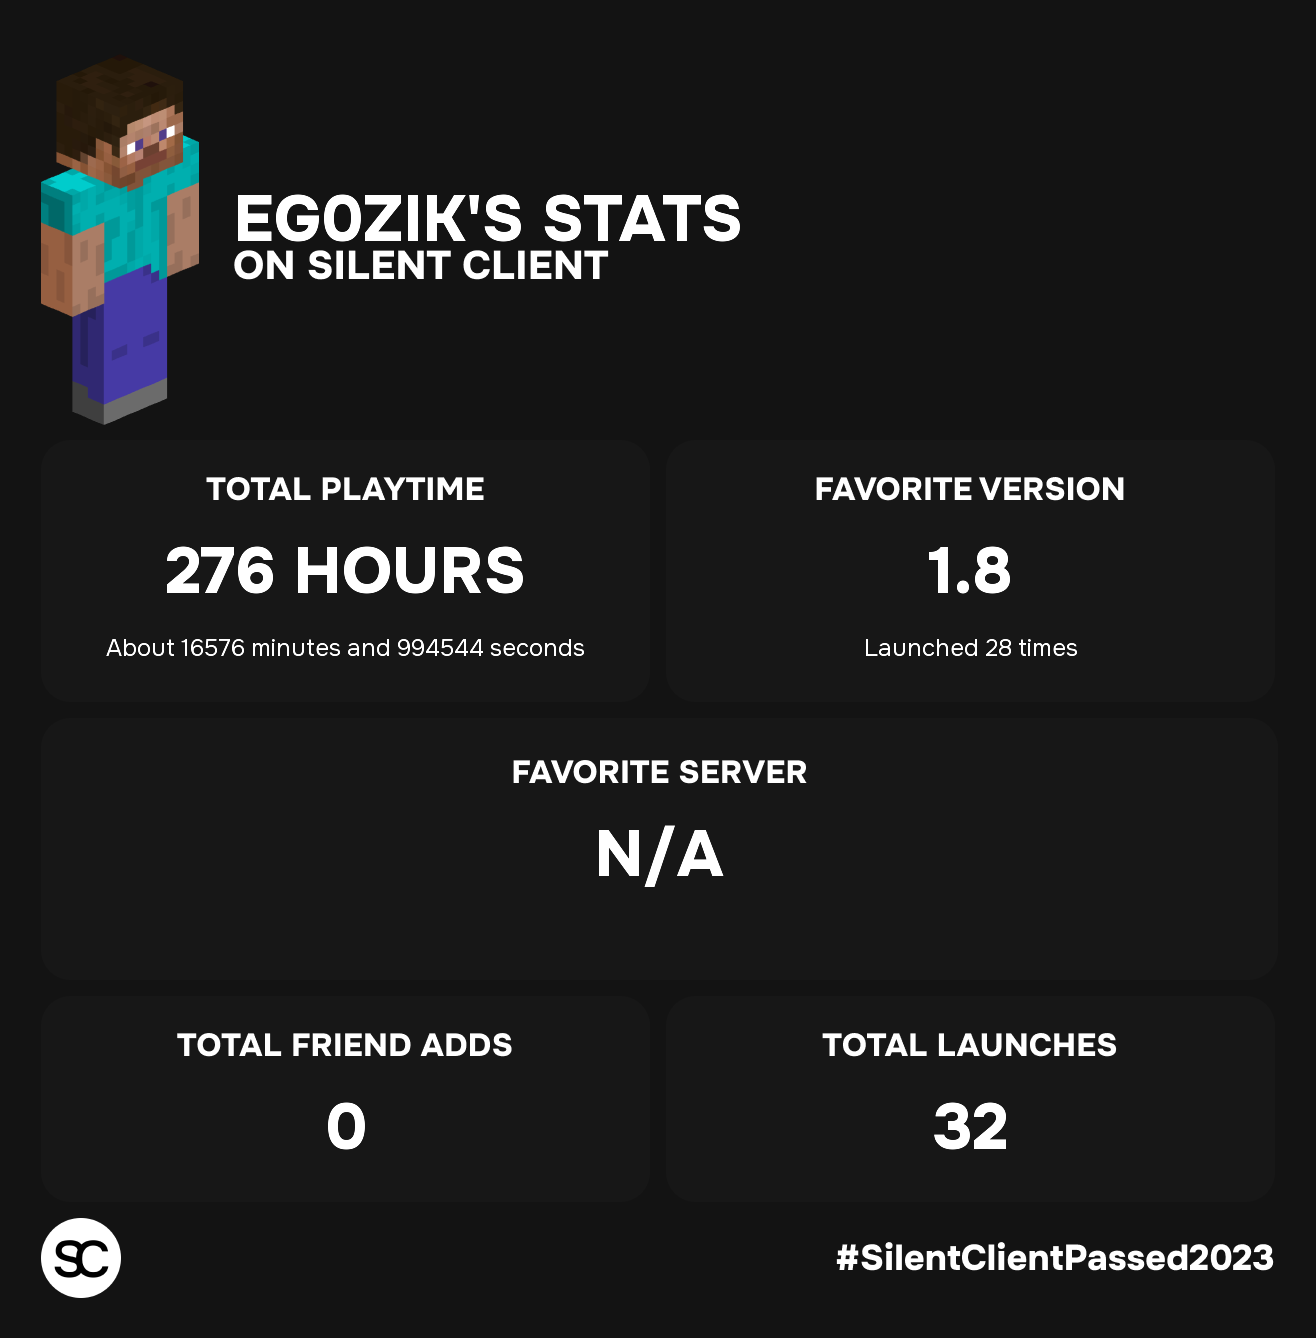 EG0ZIK'S STATS
ON SILENT CLIENT
TOTAL PLAYTIME
276 HOURS
About 16576 minutes and 994544 seconds
FAVORITE VERSION
1.8
Launched 28 times
FAVORITE SERVER
N/A
TOTAL FRIEND ADDS
0
TOTAL LAUNCHES
32
SC
#SilentClientPassed2023